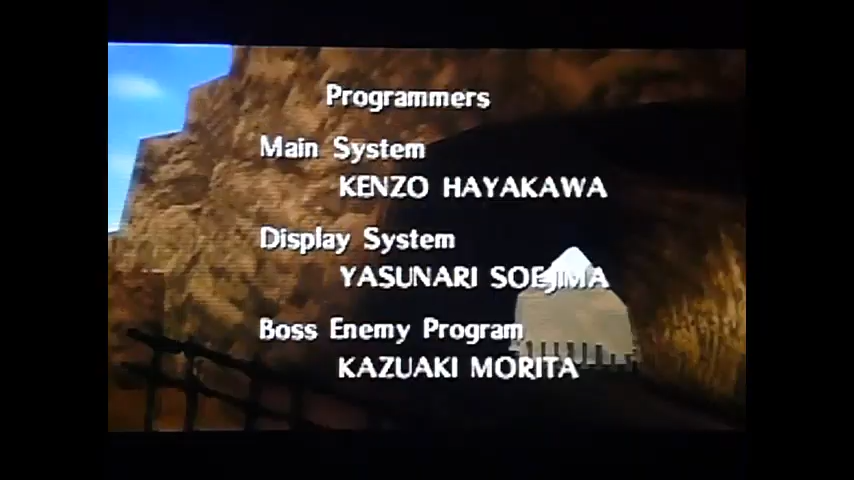 Programmers
Main System
KENZO HAYAKAWA
Display System
YASUNARI SOEJIMA
Boss Enemy Program
KAZUAKI MORITA